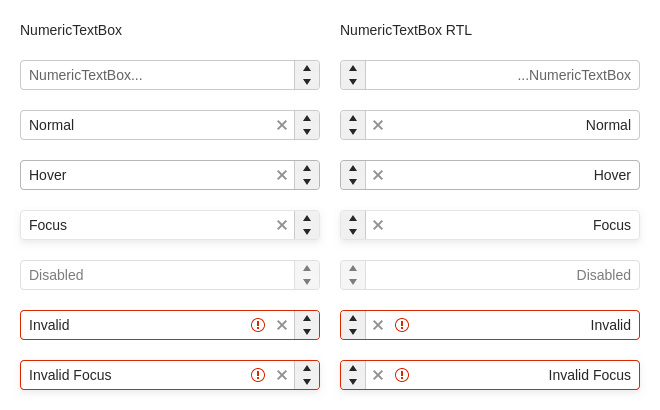 NumericTextBox
NumericTextBox...
Normal
Hover
Focus
Disabled
Invalid
Invalid Focus
NumericTextBox RTL
...NumericTextBox
Normal
Hover
Focus
Disabled
Invalid
Invalid Focus